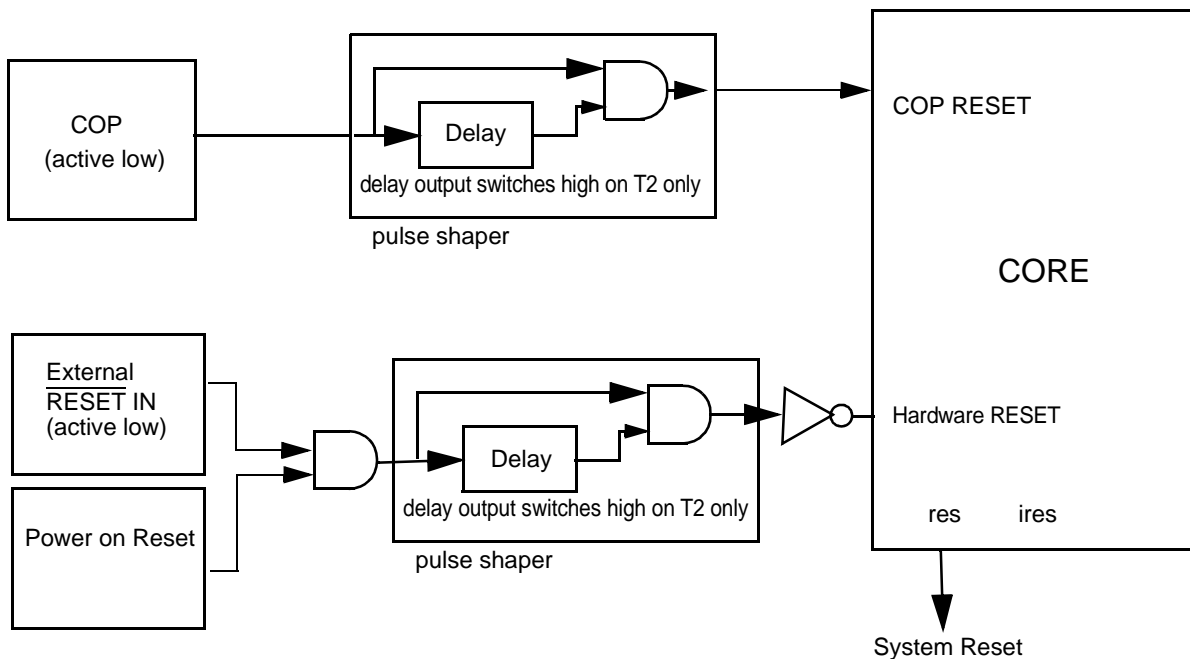 COP
(active low)
Delay
delay output switches high on T2 only
pulse shaper
COP RESET
CORE
External
RESET IN
(active low)
Power on Reset
Delay
delay output switches high on T2 only
pulse shaper
Hardware RESET
res ires
System Reset